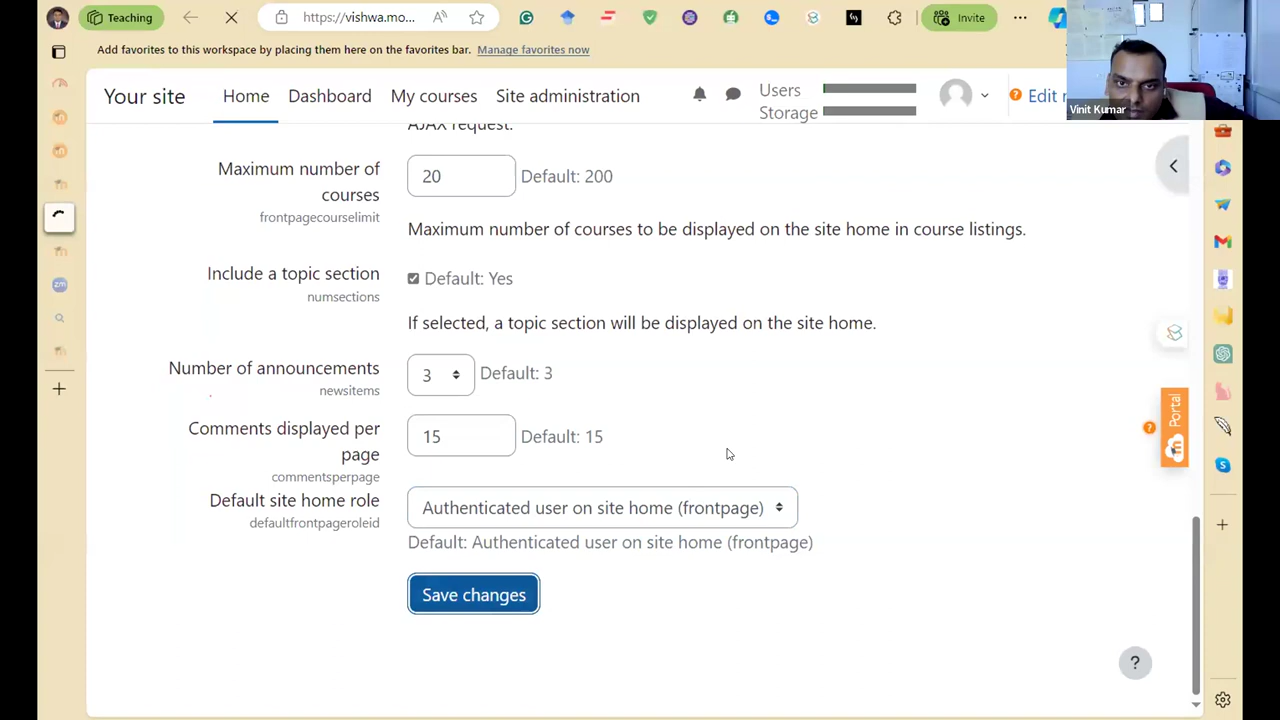 Teaching
https://vishwa.mo...
Invite
Add favorites to this workspace by placing them here on the favorites bar. Manage favorites now
Vinit Kumar
Your site Home Dashboard My courses Site administration
Users
Storage
Edit
AJAX request.
Maximum number of courses
frontpagecourselimit
20 Default: 200
Maximum number of courses to be displayed on the site home in course listings.
Include a topic section
numsections
Default: Yes
If selected, a topic section will be displayed on the site home.
Number of announcements
newsitems
3 Default: 3
Comments displayed per page
commentsperpage
15 Default: 15
Default site home role
defaultfrontpageroleid
Authenticated user on site home (frontpage)
Default: Authenticated user on site home (frontpage)
Save changes
Portal
zm
?